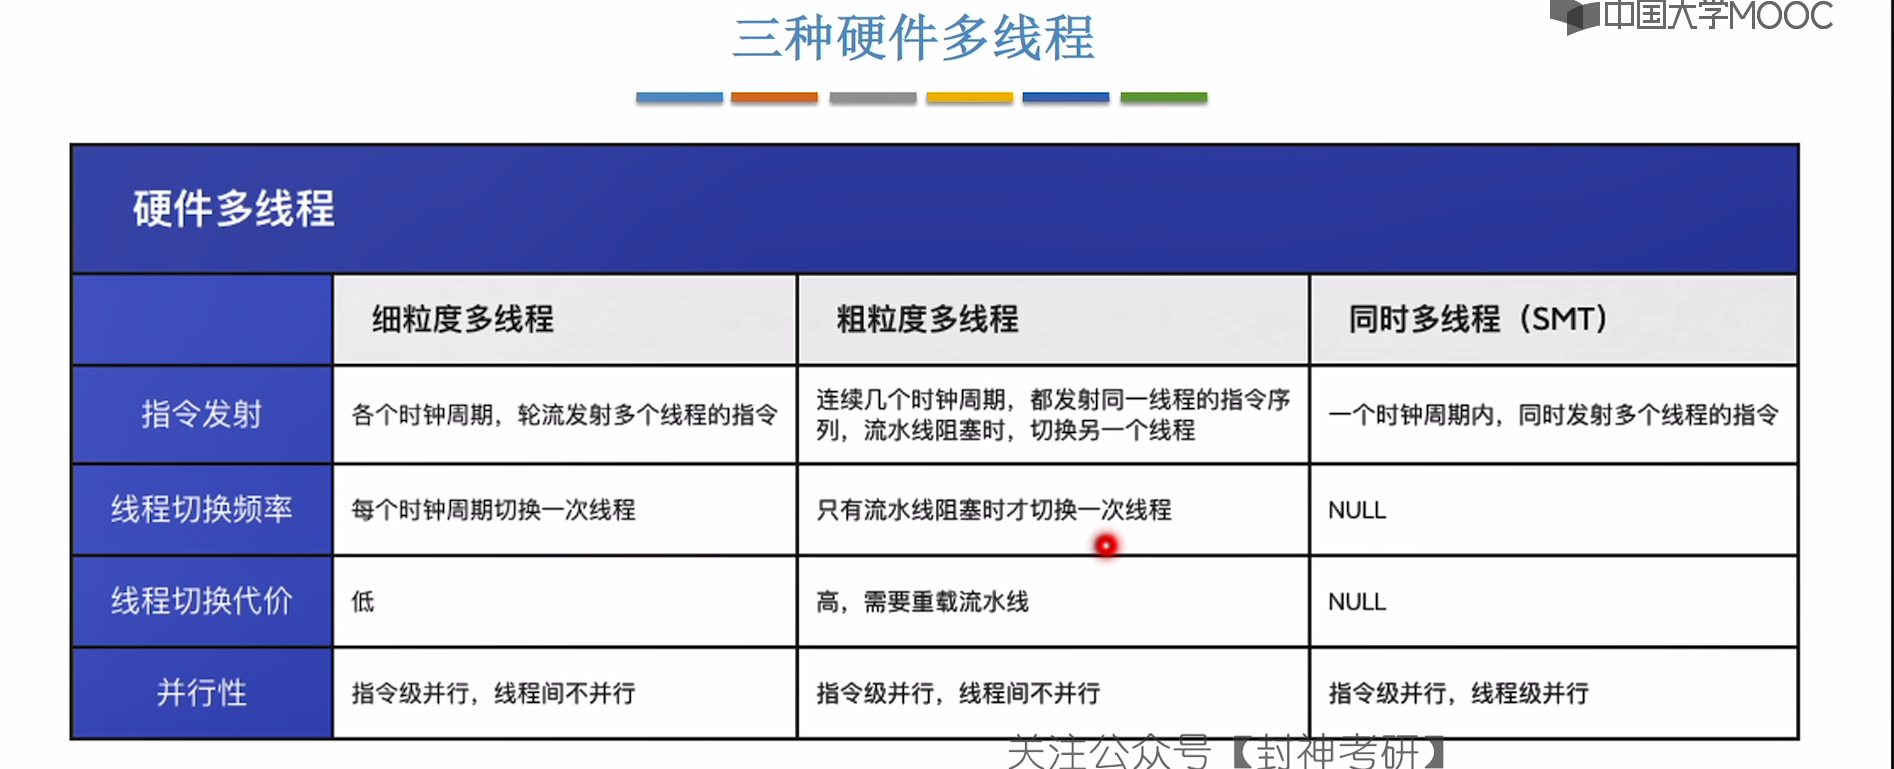 三种硬件多线程
中国大学MOOC
硬件多线程
细粒度多线程
粗粒度多线程
同时多线程（SMT）
指令发射
各个时钟周期，轮流发射多个线程的指令
连续几个时钟周期，都发射同一线程的指令序
列，流水线阻塞时，切换另一个线程
一个时钟周期内，同时发射多个线程的指令
线程切换频率
每个时钟周期切换一次线程
只有流水线阻塞时才切换一次线程
NULL
线程切换代价
低
高，需要重载流水线
NULL
并行性
指令级并行，线程间不并行
指令级并行，线程间不并行
指令级并行，线程级并行
关注公众号【封神考研】